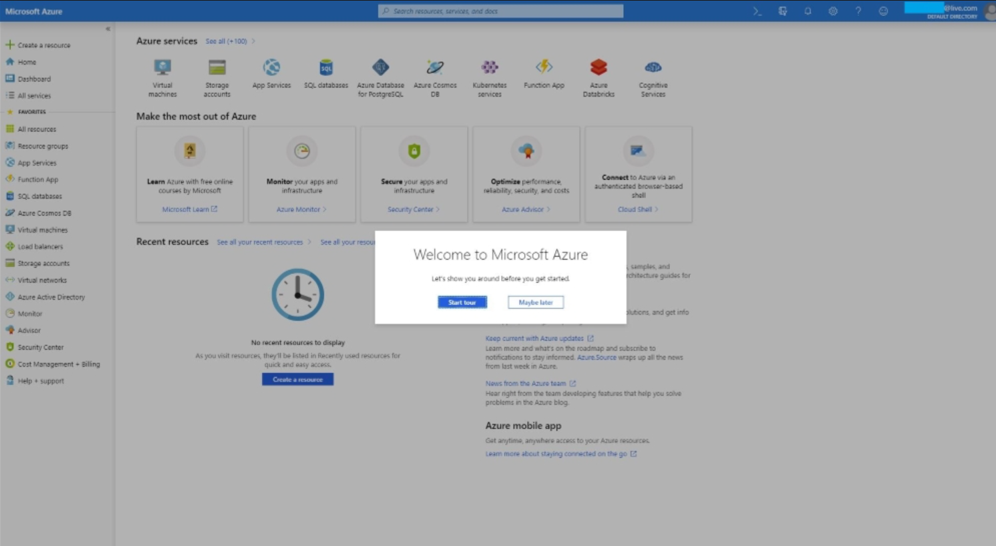 Microsoft Azure
Search resources, services, and docs
@live.com
DEFAULT DIRECTORY
Create a resource
Home
Dashboard
All services
FAVORITES
All resources
Resource groups
App Services
Function App
SQL databases
Azure Cosmos DB
Virtual machines
Load balancers
Storage accounts
Virtual networks
Azure Active Directory
Monitor
Advisor
Security Center
Cost Management + Billing
Help + support
Azure services See all (+100)
Virtual machines
Storage accounts
App Services
SQL databases
SQL
Azure Database for PostgreSQL
Azure Cosmos DB
Kubernetes services
Function App
Azure Databricks
Cognitive Services
Make the most out of Azure
Learn Azure with free online
courses by Microsoft
Microsoft Learn
Monitor your apps and
infrastructure
Azure Monitor
Secure your apps and
infrastructure
Security Center
Optimize performance,
reliability, security, and costs
Azure Advisor
Connect to Azure via an
authenticated browser-based
shell
Cloud Shell
Recent resources See all your recent resources See all your resou
No recent resources to display
As you visit resources, they'll be listed in Recently used resources for
quick and easy access.
Create a resource
Welcome to Microsoft Azure
Let's show you around before you get started.
Start tour Maybe later
, samples, and
rchitecture guides for
olutions, and get info
Keep current with Azure updates
Learn more and what's on the roadmap and subscribe to
notifications to stay informed. Azure.Source wraps up all the news
from last week in Azure.
News from the Azure team
Hear right from the team developing features that help you solve
problems in the Azure blog.
Azure mobile app
Get anytime, anywhere access to your Azure resources.
Learn more about staying connected on the go